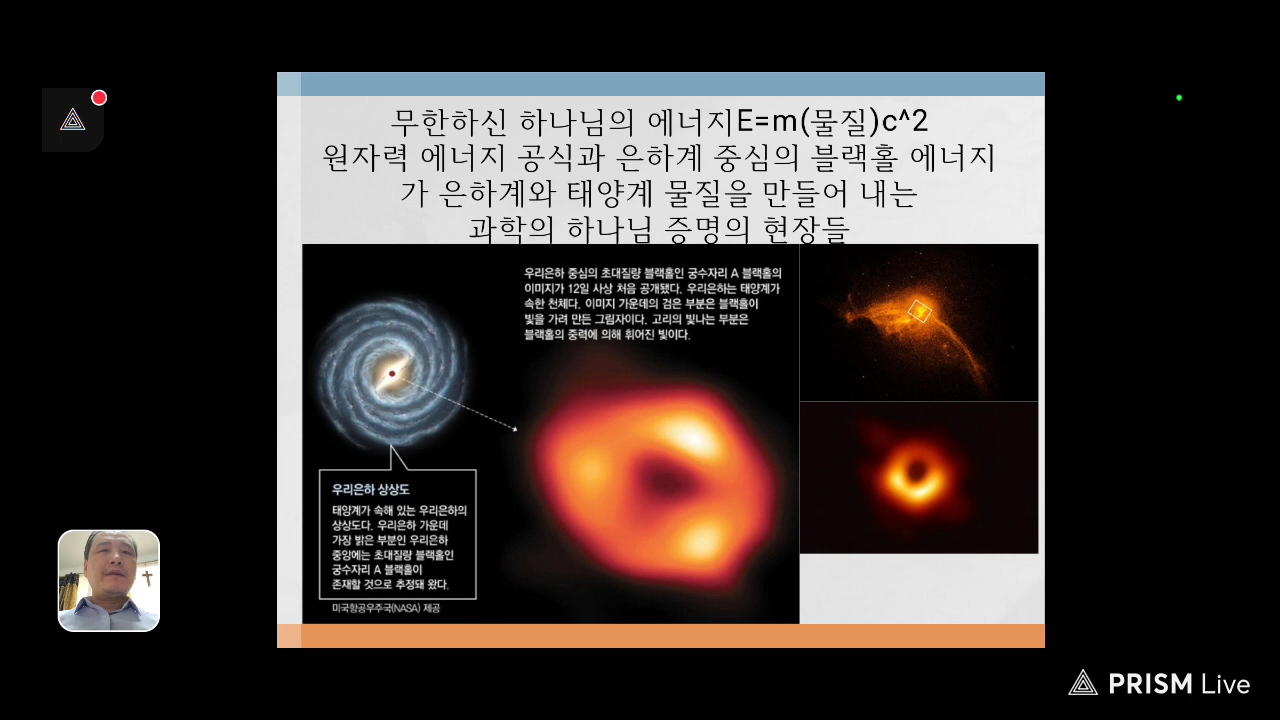 무한하신 하나님의 에너지E=m(물질)c^2
원자력 에너지 공식과 은하계 중심의 블랙홀 에너지
가 은하계와 태양계 물질을 만들어 내는
과학의 하나님 증명의 현장들
우리은하 중심의 초대질량 블랙홀인 궁수자리 A 블랙홀의
이미지가 12일 사상 처음 공개됐다. 우리은하는 태양계가
속한 천체다. 이미지 가운데의 검은 부분은 블랙홀이
빛을 가려 만든 그림자이다. 고리의 빛나는 부분은
블랙홀의 중력에 의해 휘어진 빛이다.
우리은하 상상도
태양계가 속해 있는 우리은하의
상상도다. 우리은하 가운데
가장 밝은 부분인 우리은하
중앙에는 초대질량 블랙홀인
궁수자리 A 블랙홀이
존재할 것으로 추정돼 왔다.
미국항공우주국(NASA) 제공
PRISM Live